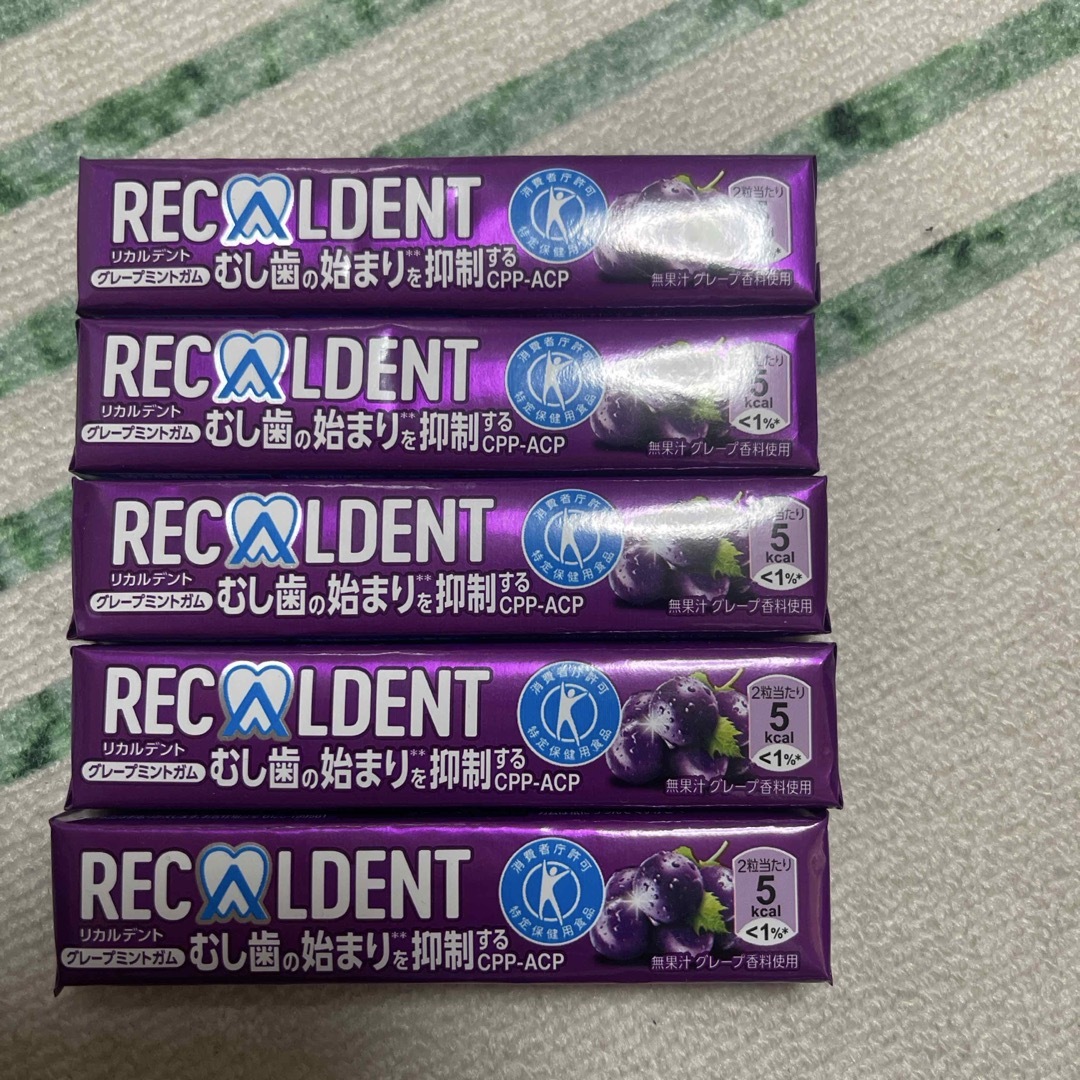 RECALDENT
消費者庁許可
特定保健用食品
2粒当たり
リカルデント
グレープミントガム
むし歯の始まり**を抑制する
CPP-ACP
無果汁 グレープ香料使用
RECALDENT
消費者庁許可
特定保健用食品
5
kcal
<1%*
リカルデント
グレープミントガム
むし歯の始まり**を抑制する
CPP-ACP
無果汁 グレープ香料使用
RECALDENT
消費者庁許可
特定保健用食品
5
kcal
<1%*
リカルデント
グレープミントガム
むし歯の始まり**を抑制する
CPP-ACP
無果汁 グレープ香料使用
RECALDENT
消費者庁許可
特定保健用食品
2粒当たり
5
kcal
<1%*
リカルデント
グレープミントガム
むし歯の始まり**を抑制する
CPP-ACP
無果汁 グレープ香料使用
RECALDENT
消費者庁許可
特定保健用食品
2粒当たり
5
kcal
<1%*
リカルデント
グレープミントガム
むし歯の始まり**を抑制する
CPP-ACP
無果汁 グレープ香料使用